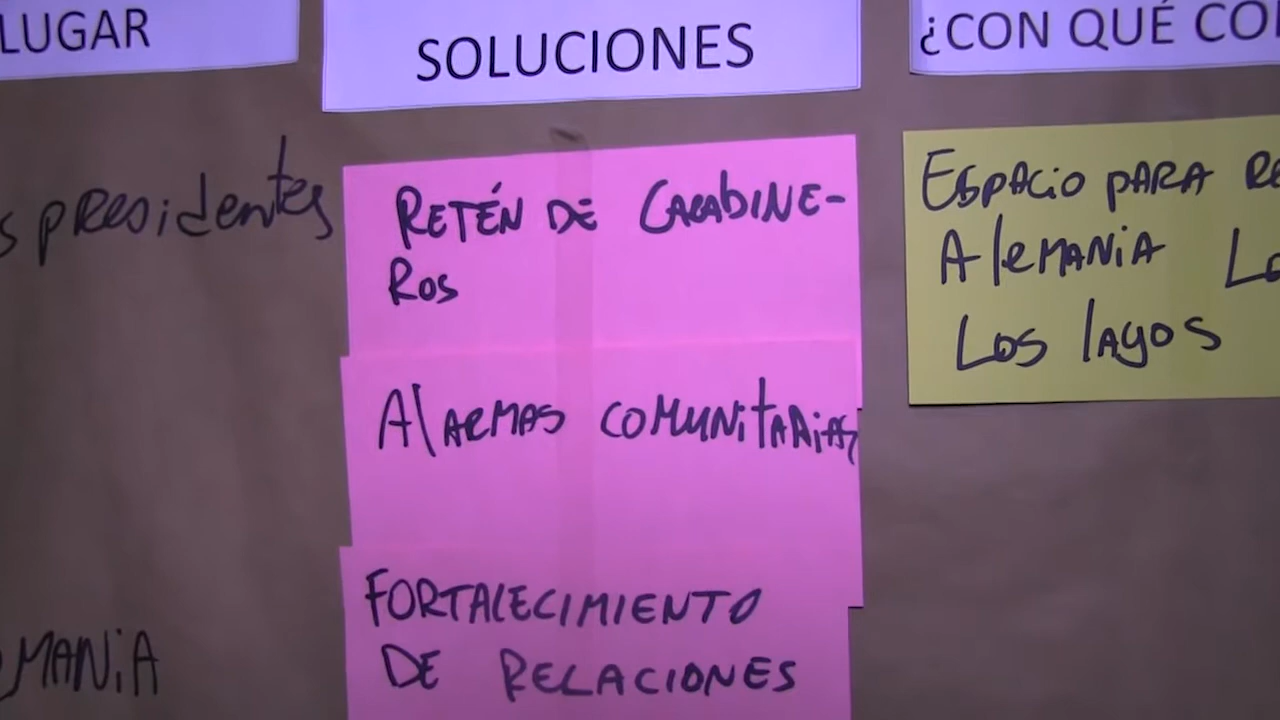 LUGAR
SOLUCIONES
¿CON QUÉ
presidentes
RETÉN DE CARABINE-
ROS
ALARMAS COMUNITARIAS
FORTALECIMIENTO
DE RELACIONES
ESPACIO PARA
ALEMANIA
LOS LAGOS
MANIA